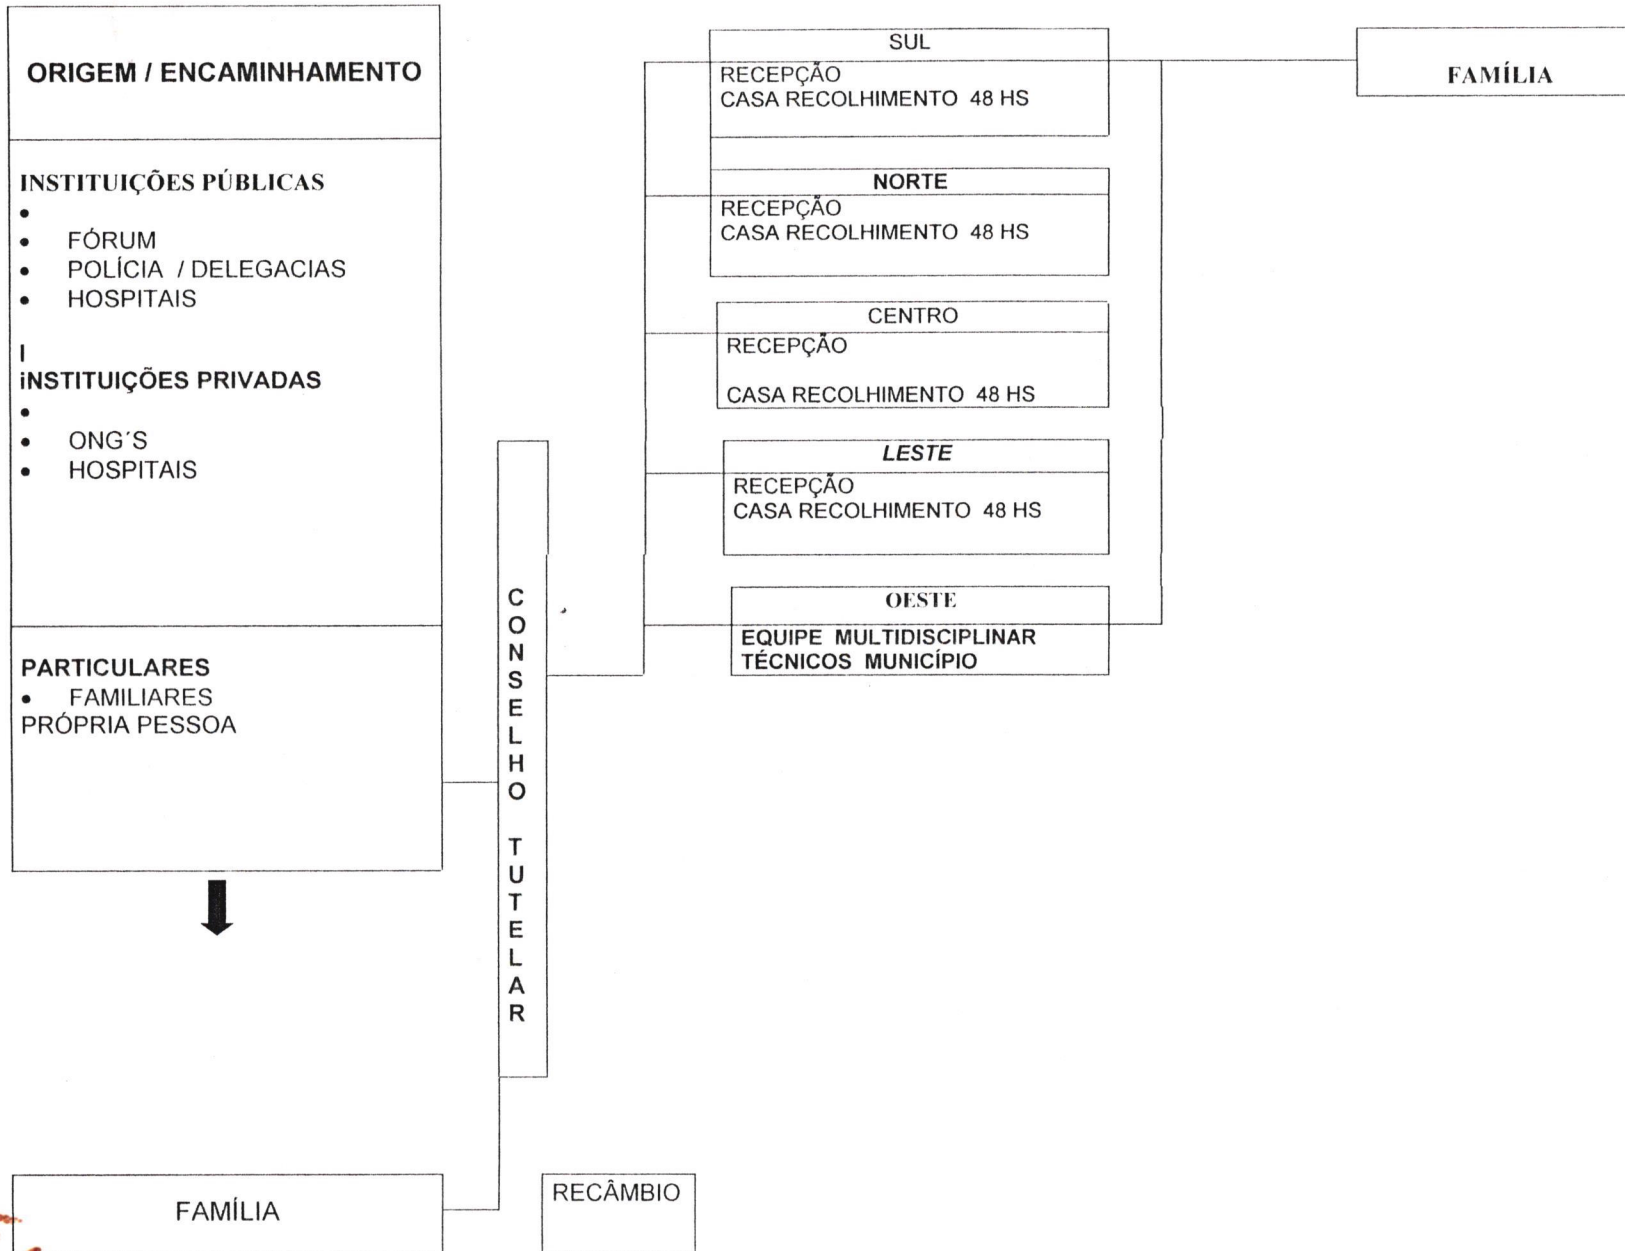 ORIGEM / ENCAMINHAMENTO
INSTITUIÇÕES PÚBLICAS
•
• FÓRUM
• POLÍCIA / DELEGACIAS
• HOSPITAIS
I
iNSTITUIÇÕES PRIVADAS
•
• ONG´S
• HOSPITAIS
PARTICULARES
• FAMILIARES
PRÓPRIA PESSOA
CONSELHO TUTELAR
SUL
RECEPÇÃO
CASA RECOLHIMENTO 48 HS
NORTE
RECEPÇÃO
CASA RECOLHIMENTO 48 HS
CENTRO
RECEPÇÃO
CASA RECOLHIMENTO 48 HS
LESTE
RECEPÇÃO
CASA RECOLHIMENTO 48 HS
OESTE
EQUIPE MULTIDISCIPLINAR
TÉCNICOS MUNICÍPIO
FAMÍLIA
FAMÍLIA
RECÂMBIO